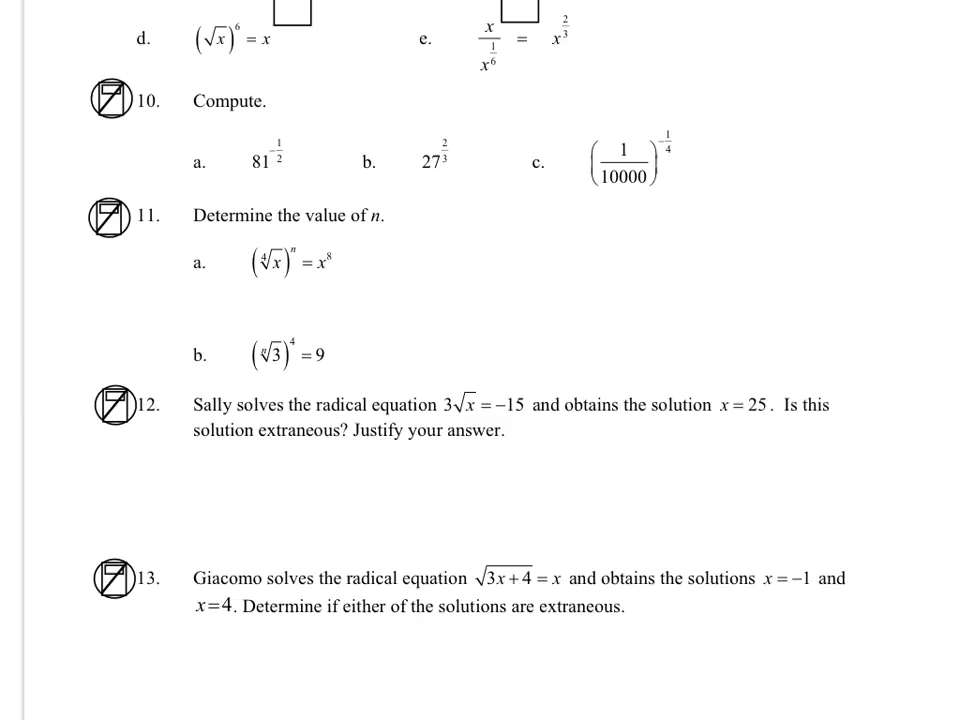 d. (√x)^6 = x^□ e. x/x^(1/6) = x^(2/3)
10. Compute.
a. 81^(-1/2) b. 27^(2/3) c. (1/10000)^(-1/4)
11. Determine the value of n.
a. (∜x)^n = x^8
b. (ⁿ√3)^4 = 9
12. Sally solves the radical equation 3√x = −15 and obtains the solution x = 25. Is this
solution extraneous? Justify your answer.
13. Giacomo solves the radical equation √(3x+4) = x and obtains the solutions x = −1 and
x=4. Determine if either of the solutions are extraneous.